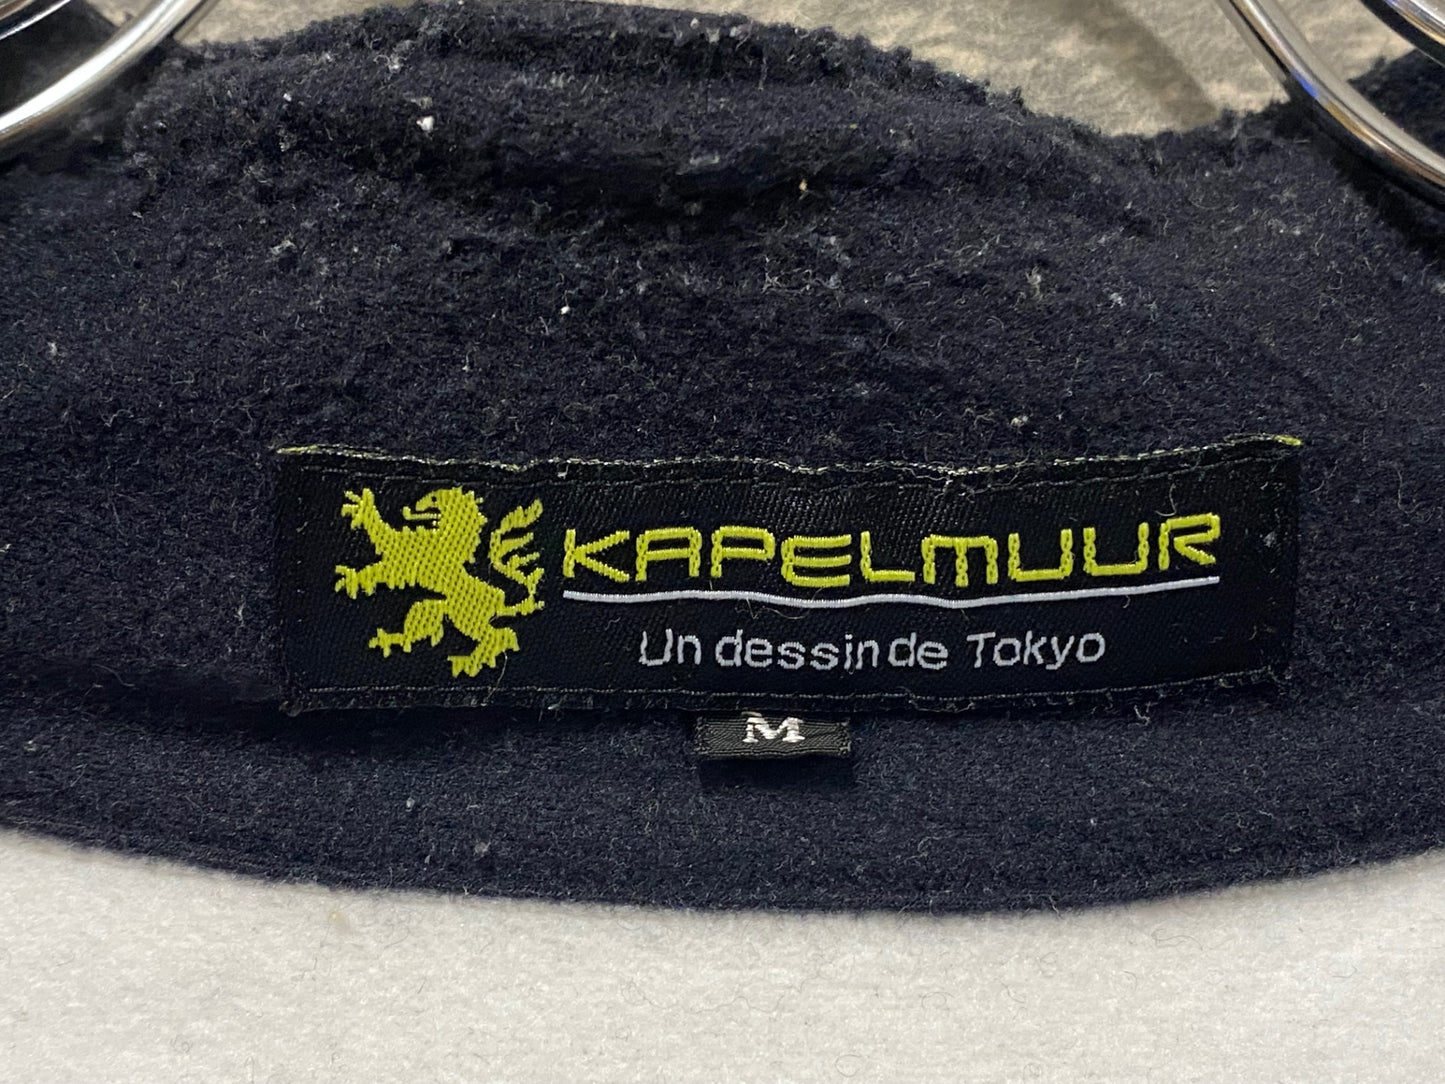 KAPELMUUR
Un dessin de Tokyo
M